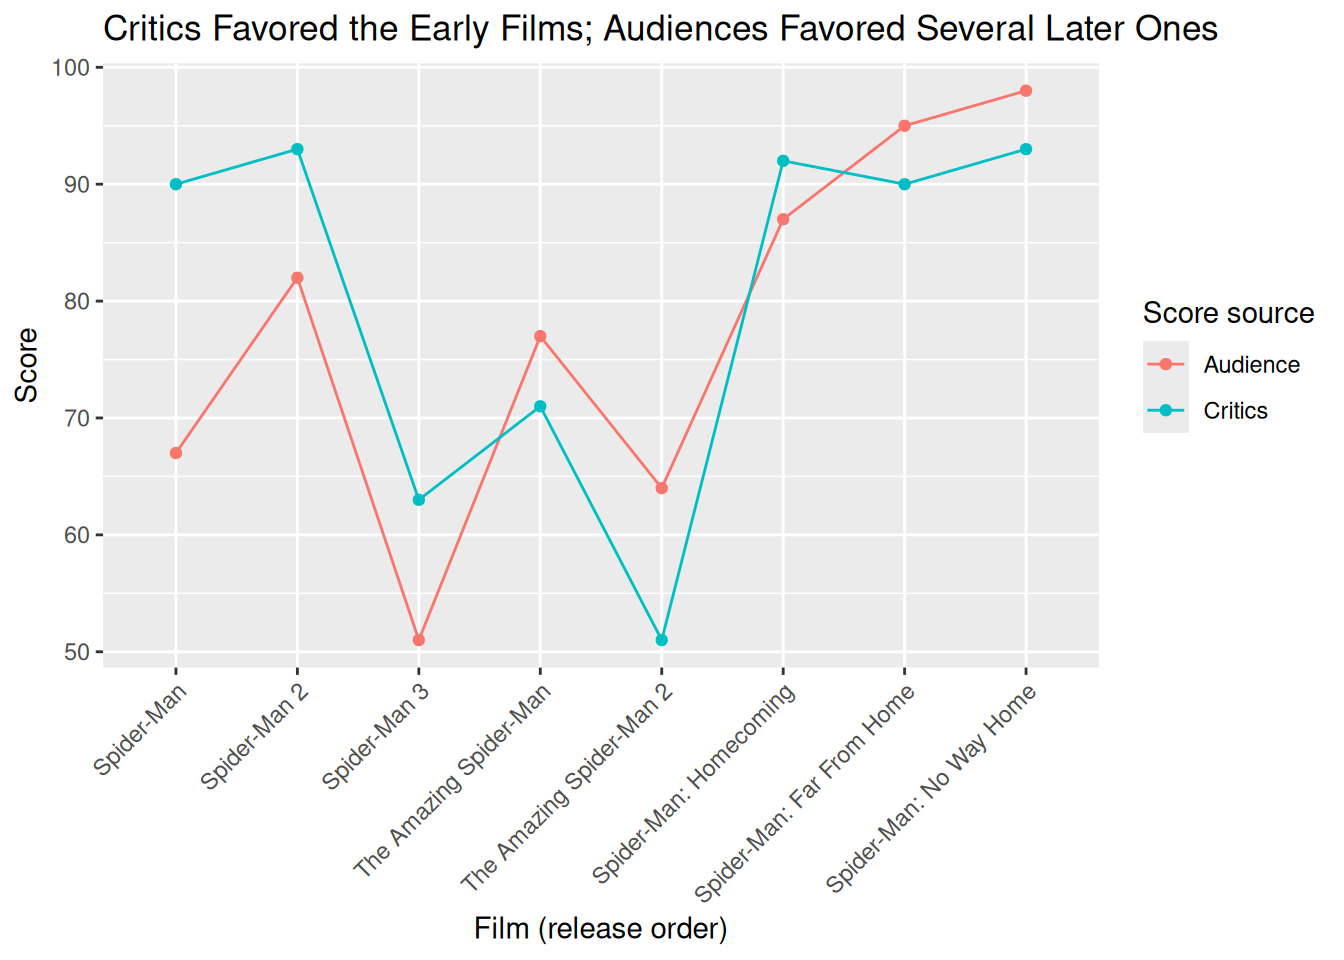 Critics Favored the Early Films; Audiences Favored Several Later Ones
100
90
80
70
60
50
Score
Spider-Man
Spider-Man 2
Spider-Man 3
The Amazing Spider-Man
The Amazing Spider-Man 2
Spider-Man: Homecoming
Spider-Man: Far From Home
Spider-Man: No Way Home
Film (release order)
Score source
Audience
Critics